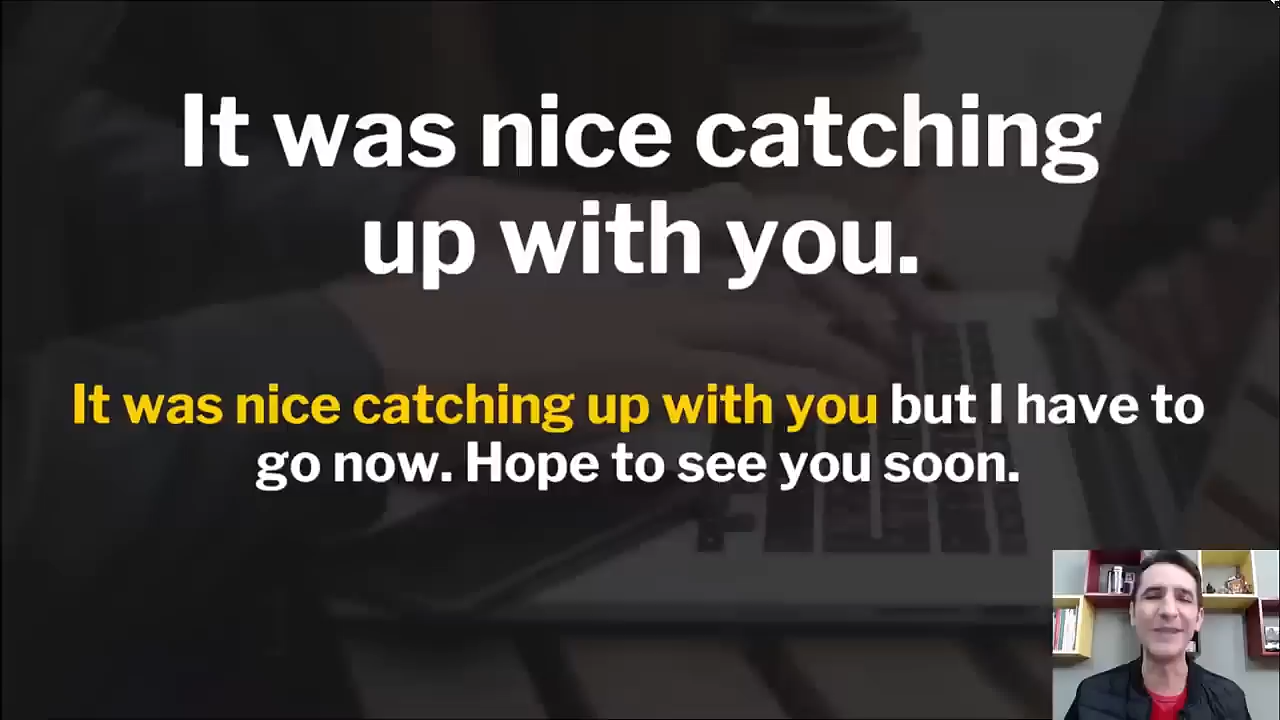 It was nice catching
up with you.
It was nice catching up with you but I have to
go now. Hope to see you soon.